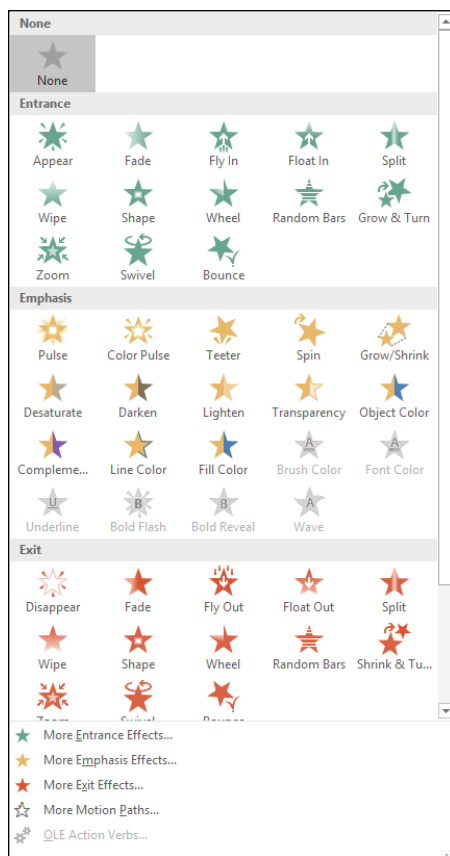 None
None
Entrance
Appear Fade Fly In Float In Split
Wipe Shape Wheel Random Bars Grow & Turn
Zoom Swivel Bounce
Emphasis
Pulse Color Pulse Teeter Spin Grow/Shrink
Desaturate Darken Lighten Transparency Object Color
Compleme... Line Color Fill Color Brush Color Font Color
Underline Bold Flash Bold Reveal Wave
Exit
Disappear Fade Fly Out Float Out Split
Wipe Shape Wheel Random Bars Shrink & Tu...
Zoom Swivel Bounce
More Entrance Effects...
More Emphasis Effects...
More Exit Effects...
More Motion Paths...
OLE Action Verbs...